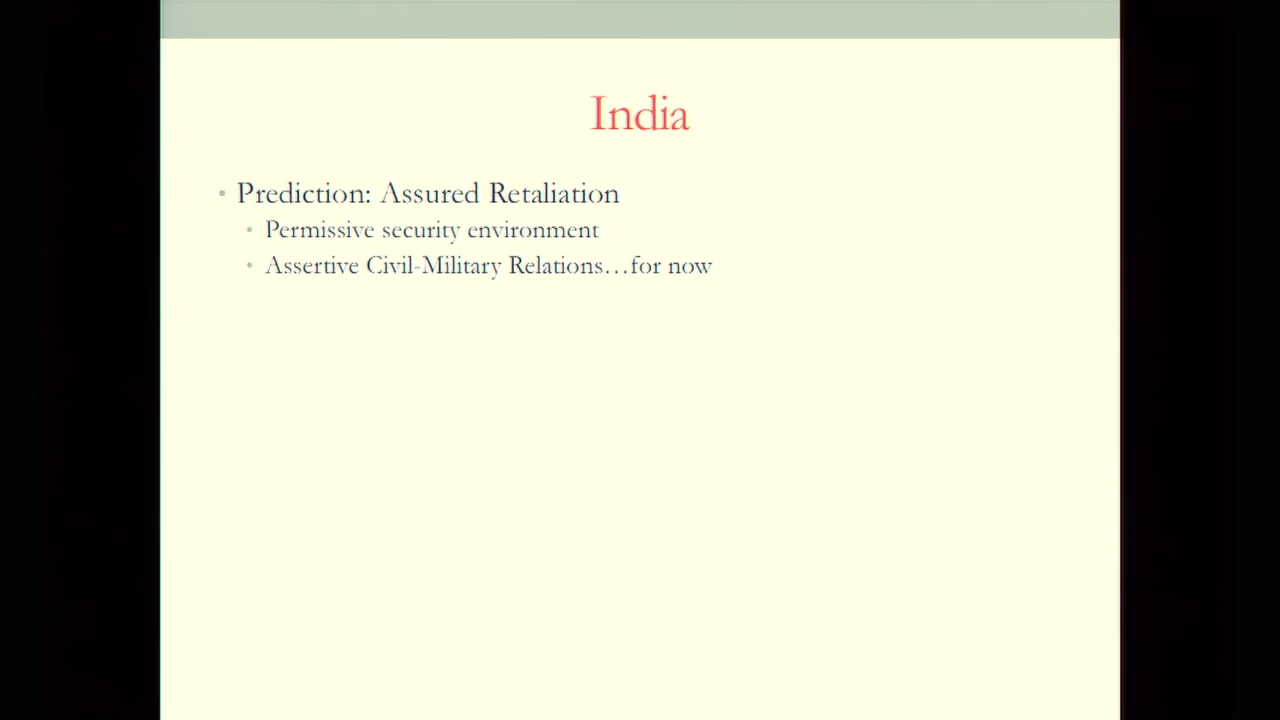 India
• Prediction: Assured Retaliation
• Permissive security environment
• Assertive Civil-Military Relations…for now